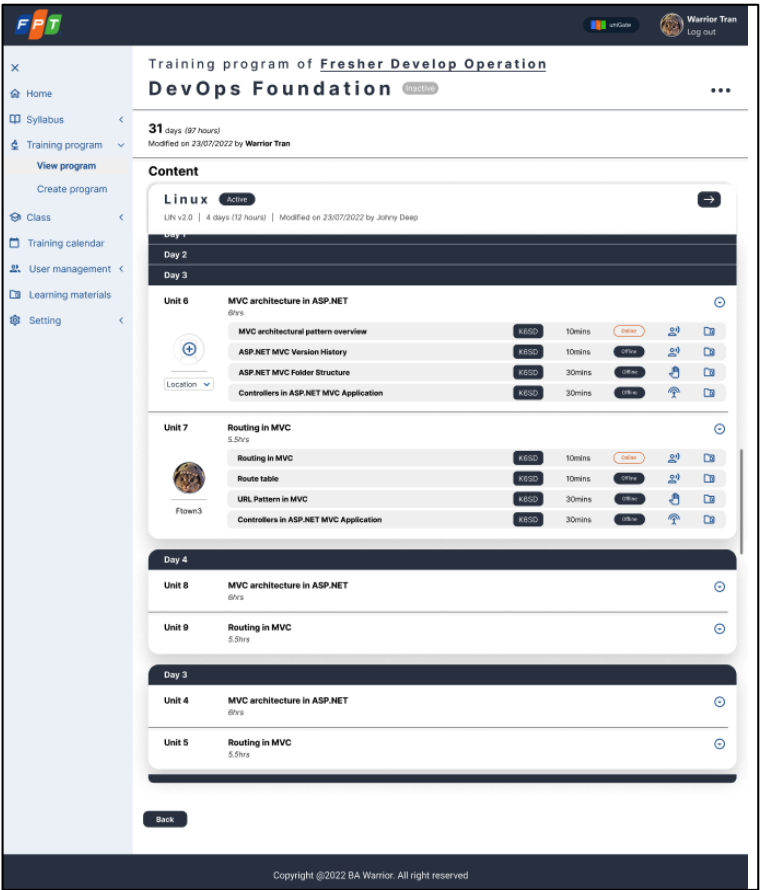 FPT
uniGate
Warrior Tran
Log out
Home
Syllabus
Training program
View program
Create program
Class
Training calendar
User management
Learning materials
Setting
Training program of Fresher Develop Operation
DevOps Foundation Inactive
31 days (97 hours)
Modified on 23/07/2022 by Warrior Tran
Content
Linux Active
LIN v2.0 | 4 days (12 hours) | Modified on 23/07/2022 by Johny Deep
Day 1
Day 2
Day 3
Unit 6 MVC architecture in ASP.NET
6hrs
MVC architectural pattern overview K6SD 10mins Online
ASP.NET MVC Version History K6SD 10mins Offline
ASP.NET MVC Folder Structure K6SD 30mins Offline
Location
Controllers in ASP.NET MVC Application K6SD 30mins Offline
Unit 7 Routing in MVC
5.5hrs
Routing in MVC K6SD 10mins Online
Route table K6SD 10mins Offline
URL Pattern in MVC K6SD 30mins Offline
Ftown3
Controllers in ASP.NET MVC Application K6SD 30mins Offline
Day 4
Unit 8 MVC architecture in ASP.NET
6hrs
Unit 9 Routing in MVC
5.5hrs
Day 3
Unit 4 MVC architecture in ASP.NET
6hrs
Unit 5 Routing in MVC
5.5hrs
Back
Copyright @2022 BA Warrior. All right reserved